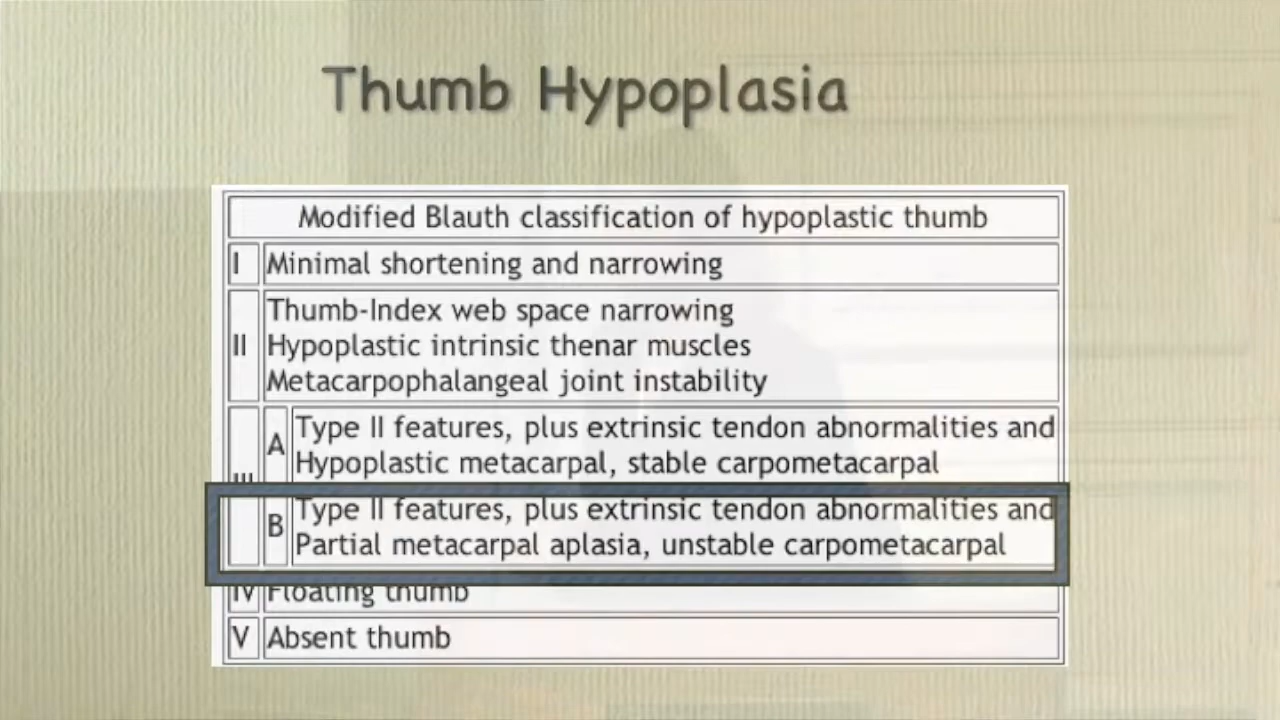 Thumb Hypoplasia
Modified Blauth classification of hypoplastic thumb
I Minimal shortening and narrowing
II
Thumb-Index web space narrowing
Hypoplastic intrinsic thenar muscles
Metacarpophalangeal joint instability
III
A
Type II features, plus extrinsic tendon abnormalities and
Hypoplastic metacarpal, stable carpometacarpal
B
Type II features, plus extrinsic tendon abnormalities and
Partial metacarpal aplasia, unstable carpometacarpal
IV Floating thumb
V Absent thumb